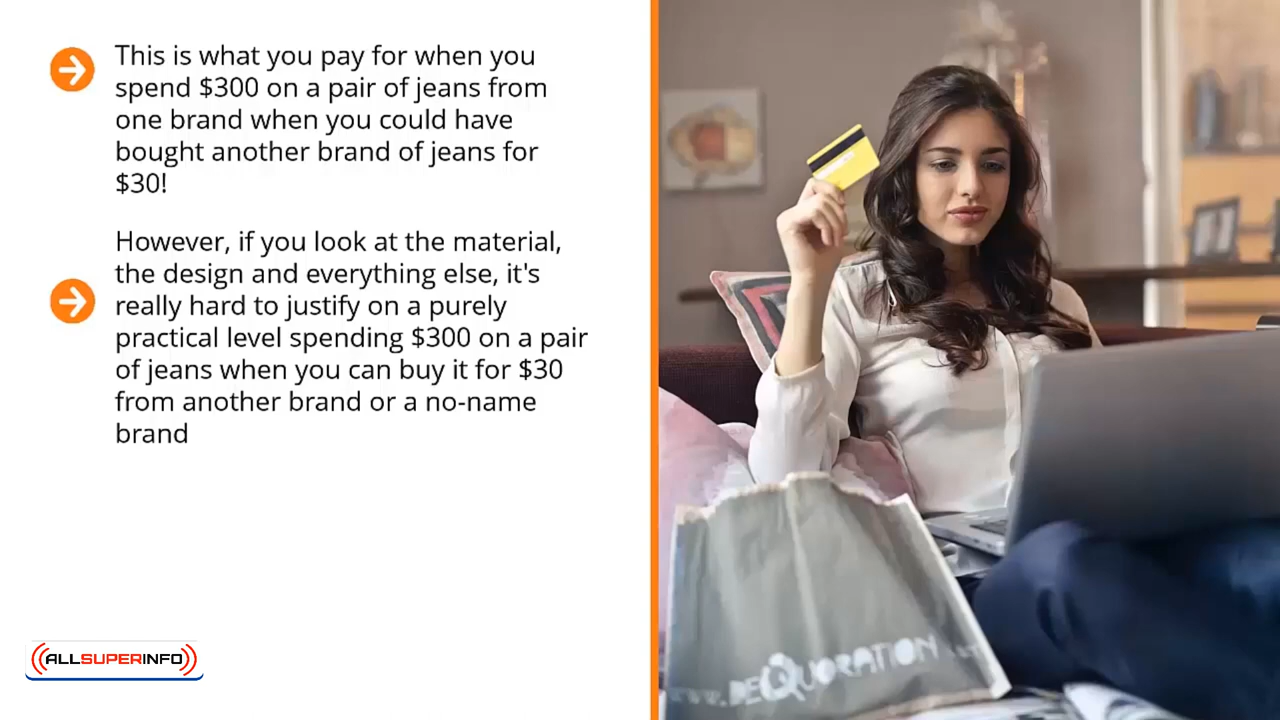 This is what you pay for when you
spend $300 on a pair of jeans from
one brand when you could have
bought another brand of jeans for
$30!
However, if you look at the material,
the design and everything else, it's
really hard to justify on a purely
practical level spending $300 on a pair
of jeans when you can buy it for $30
from another brand or a no-name
brand
ALLSUPERINFO
www.DEQUORATION